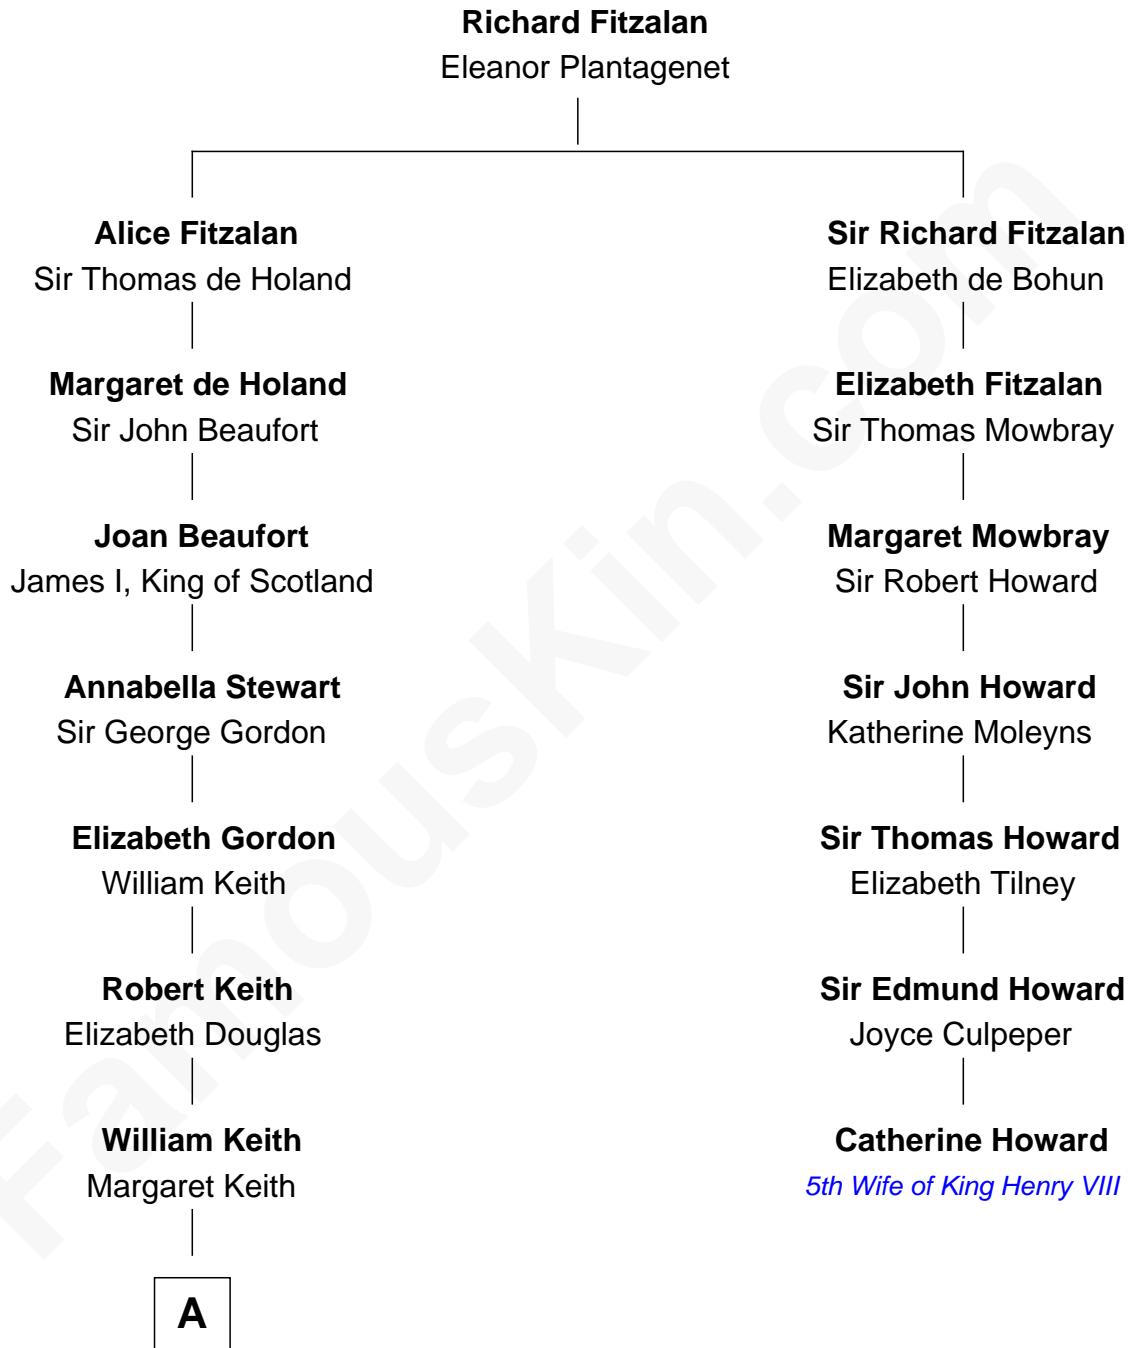 Richard Fitzalan
Eleanor Plantagenet
Alice Fitzalan
Sir Thomas de Holand
Sir Richard Fitzalan
Elizabeth de Bohun
Margaret de Holand
Sir John Beaufort
Elizabeth Fitzalan
Sir Thomas Mowbray
Joan Beaufort
James I, King of Scotland
Margaret Mowbray
Sir Robert Howard
Annabella Stewart
Sir George Gordon
Sir John Howard
Katherine Moleyns
Elizabeth Gordon
William Keith
Sir Thomas Howard
Elizabeth Tilney
Robert Keith
Elizabeth Douglas
Sir Edmund Howard
Joyce Culpeper
William Keith
Margaret Keith
Catherine Howard
5th Wife of King Henry VIII
A
FamousKin.com